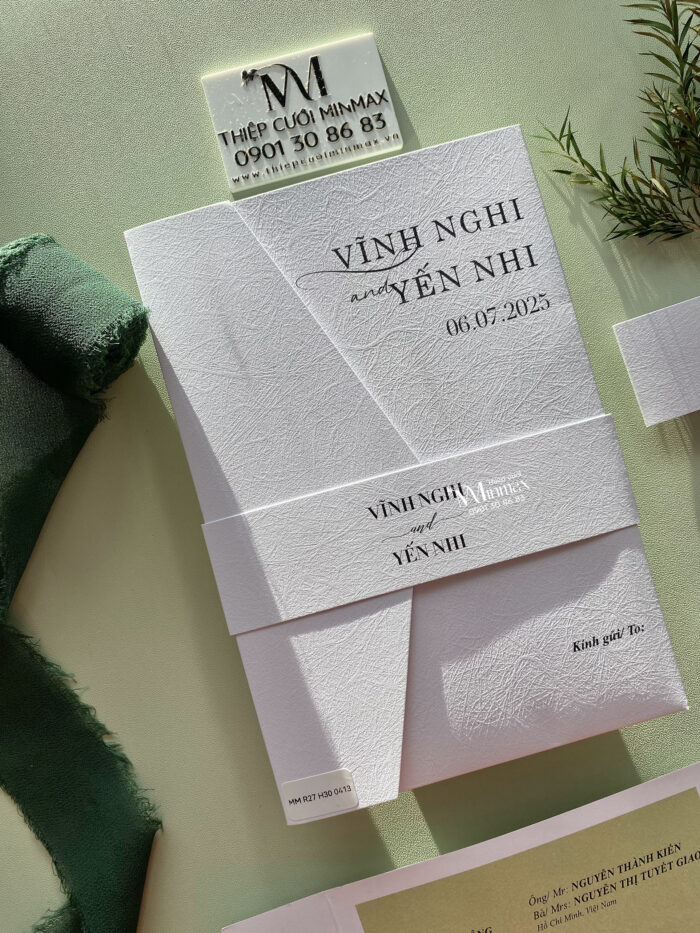 M
THIỆP CƯỚI MINMAX
0901 30 86 83
www.thiepcuoiminmax.vn
VĨNH NGHI
and YẾN NHI
06.07.2025
VĨNH NGHI
and
YẾN NHI
Minmax
0901 30 86 83
Kính gửi/ To:
MM R27 H30 0413
Ông/ Mr: NGUYỄN THÀNH KIÊN
Bà/ Mrs: NGUYỄN THỊ TUYẾT GIAO
Hồ Chí Minh, Việt Nam